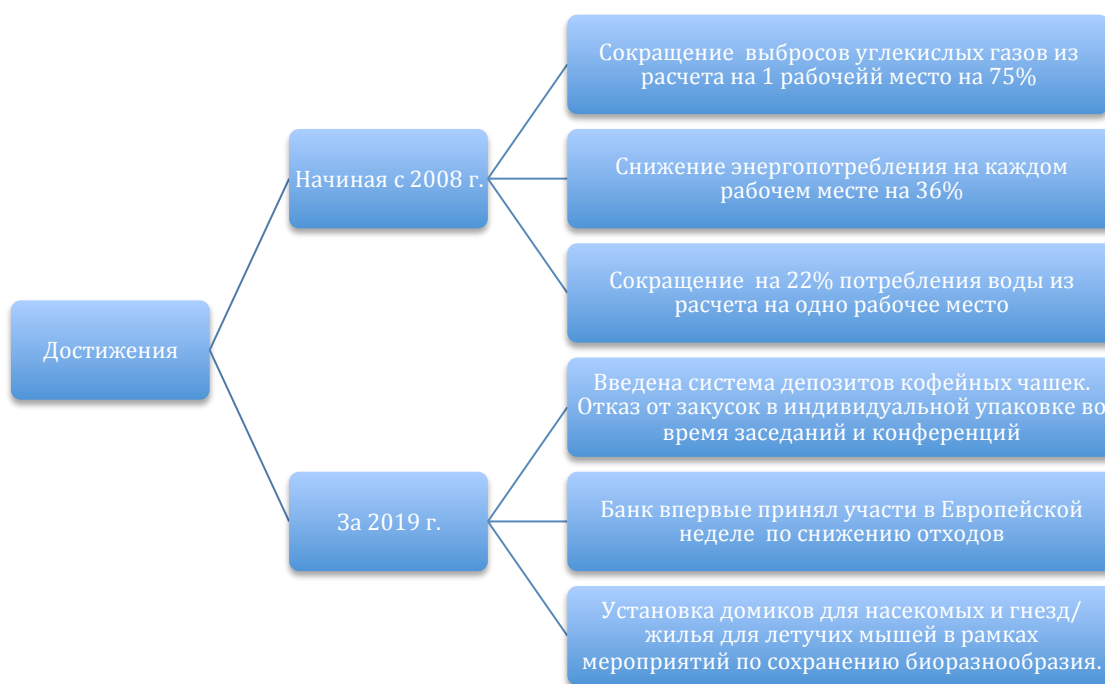 Достижения
Начиная с 2008 г.
Сокращение выбросов углекислых газов из
расчета на 1 рабочейй место на 75%
Снижение энергопотребления на каждом
рабочем месте на 36%
Сокращение на 22% потребления воды из
расчета на одно рабочее место
За 2019 г.
Введена система депозитов кофейных чашек.
Отказ от закусок в индивидуальной упаковке во
время заседаний и конференций
Банк впервые принял участи в Европейской
неделе по снижению отходов
Установка домиков для насекомых и гнезд/
жилья для летучих мышей в рамках
мероприятий по сохранению биоразнообразия.